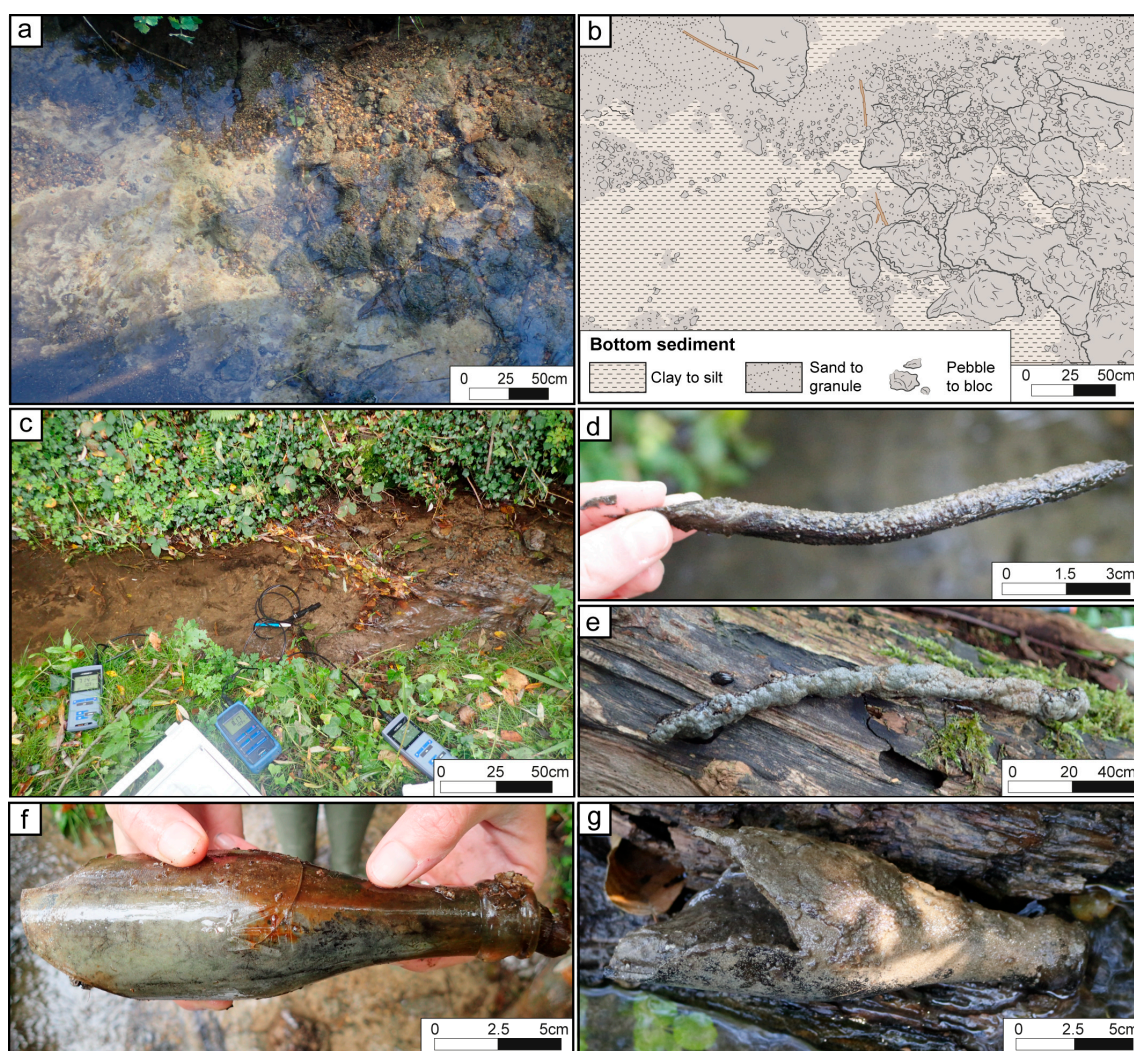 a
0 25 50cm
b
Bottom sediment
Clay to silt
Sand to
granule
Pebble
to bloc
0 25 50cm
c
0 25 50cm
d
0 1.5 3cm
e
0 20 40cm
f
0 2.5 5cm
g
0 2.5 5cm